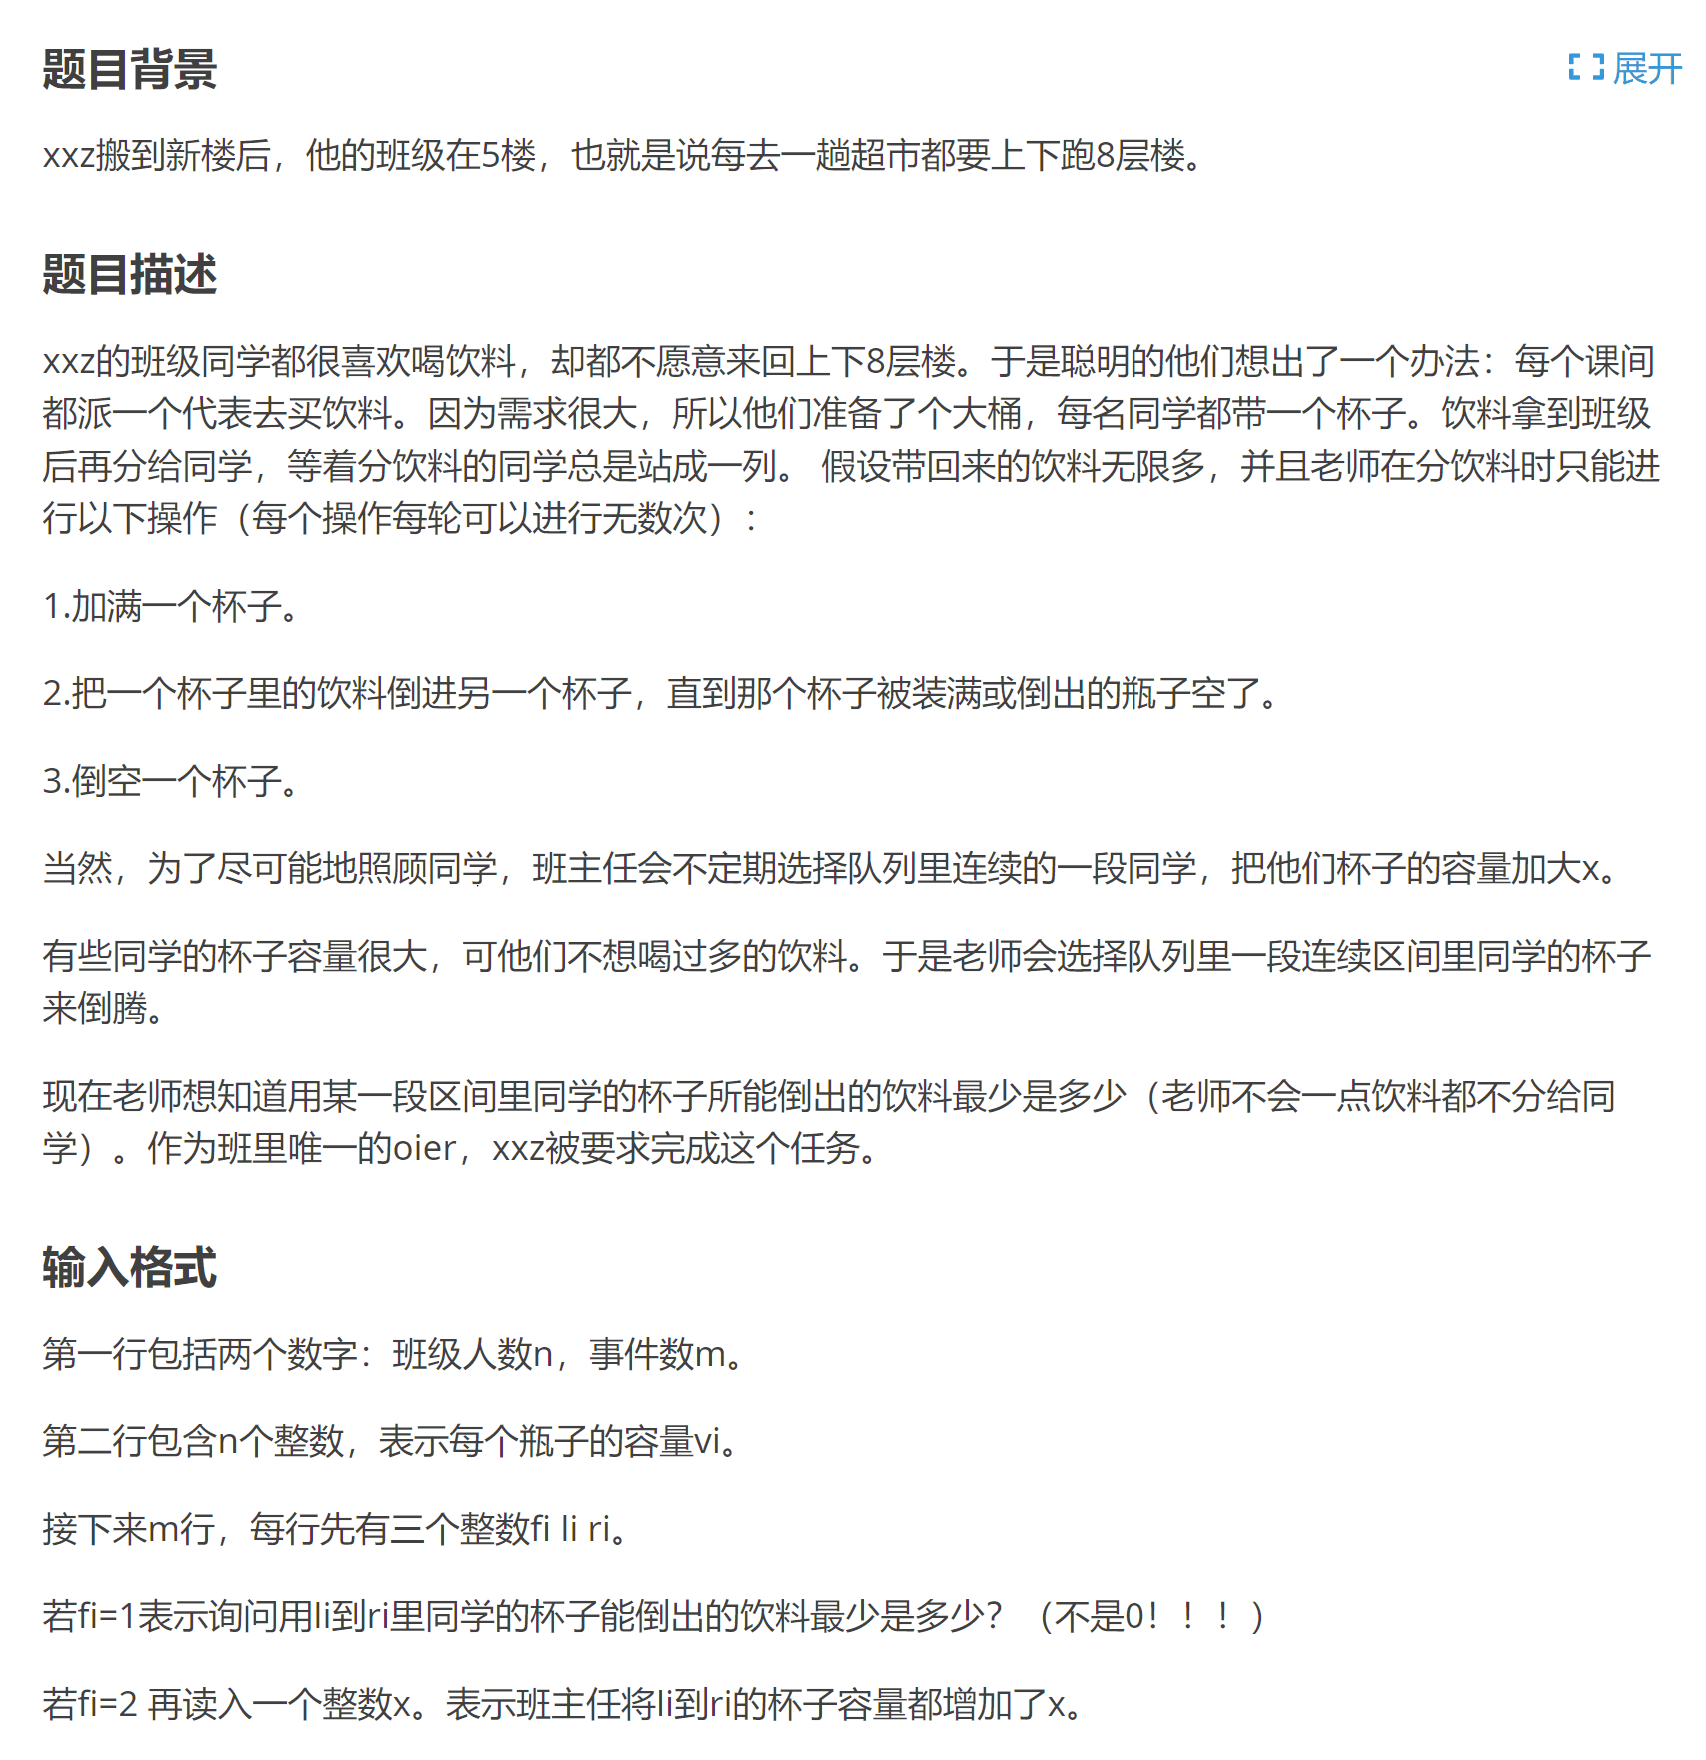 题目背景
展开
xxz搬到新楼后，他的班级在5楼，也就是说每去一趟超市都要上下跑8层楼。
题目描述
xxz的班级同学都很喜欢喝饮料，却都不愿意来回上下8层楼。于是聪明的他们想出了一个办法：每个课间
都派一个代表去买饮料。因为需求很大，所以他们准备了个大桶，每名同学都带一个杯子。饮料拿到班级
后再分给同学，等着分饮料的同学总是站成一列。 假设带回来的饮料无限多，并且老师在分饮料时只能进
行以下操作（每个操作每轮可以进行无数次）：
1.加满一个杯子。
2.把一个杯子里的饮料倒进另一个杯子，直到那个杯子被装满或倒出的瓶子空了。
3.倒空一个杯子。
当然，为了尽可能地照顾同学，班主任会不定期选择队列里连续的一段同学，把他们杯子的容量加大x。
有些同学的杯子容量很大，可他们不想喝过多的饮料。于是老师会选择队列里一段连续区间里同学的杯子
来倒腾。
现在老师想知道用某一段区间里同学的杯子所能倒出的饮料最少是多少（老师不会一点饮料都不分给同
学）。作为班里唯一的oier，xxz被要求完成这个任务。
输入格式
第一行包括两个数字：班级人数n，事件数m。
第二行包含n个整数，表示每个瓶子的容量vi。
接下来m行，每行先有三个整数fi li ri。
若fi=1表示询问用li到ri里同学的杯子能倒出的饮料最少是多少？（不是0！！！）
若fi=2 再读入一个整数x。表示班主任将li到ri的杯子容量都增加了x。